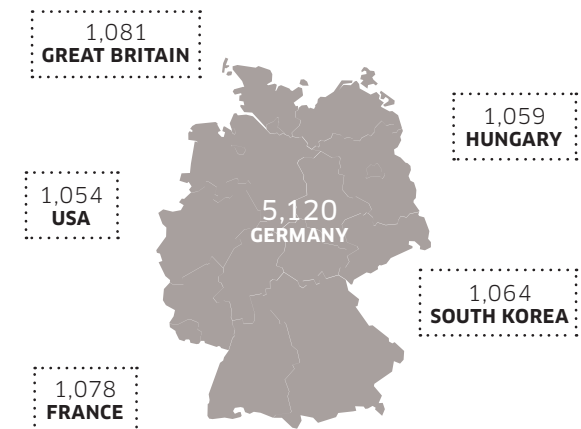 1,081
GREAT BRITAIN
1,059
HUNGARY
1,054
USA
5,120
GERMANY
1,064
SOUTH KOREA
1,078
FRANCE